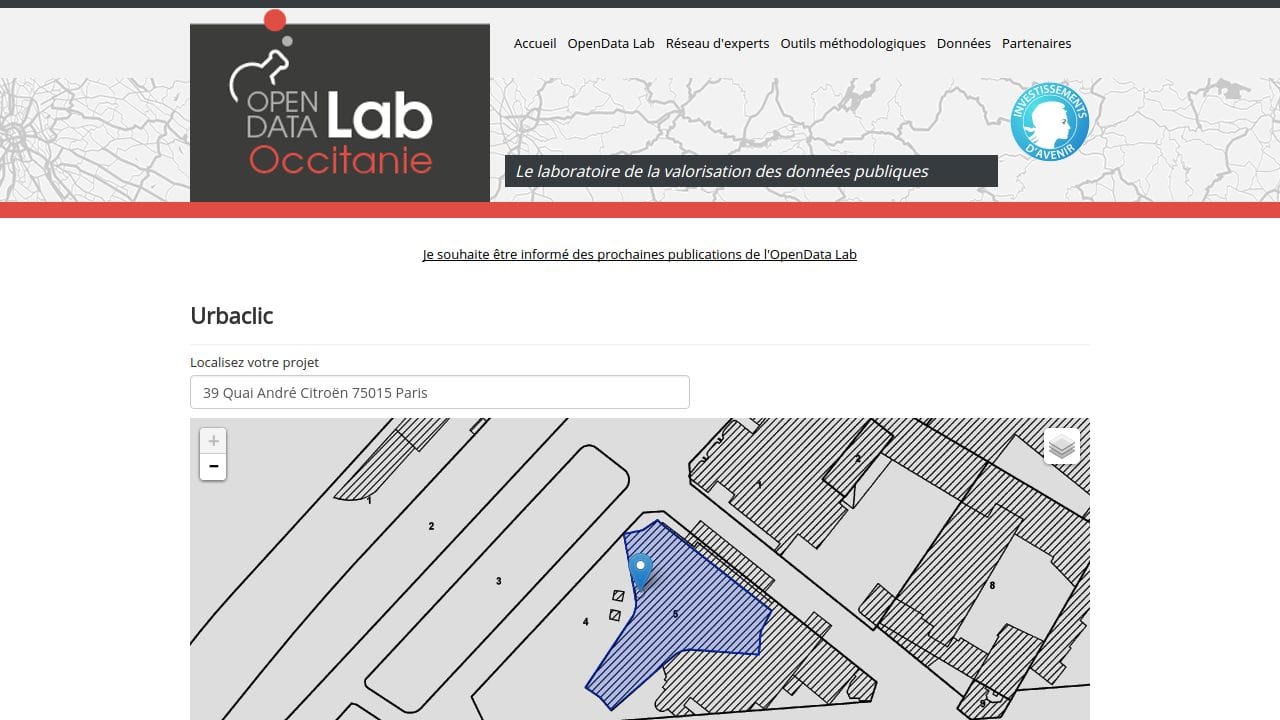 Accueil OpenData Lab Réseau d'experts Outils méthodologiques Données Partenaires
OPEN
DATA Lab
Occitanie
INVESTISSEMENTS
D'AVENIR
Le laboratoire de la valorisation des données publiques
Je souhaite être informé des prochaines publications de l'OpenData Lab
Urbaclic
Localisez votre projet
39 Quai André Citroën 75015 Paris
+
-
2
1
1
2
3
8
4
5
9